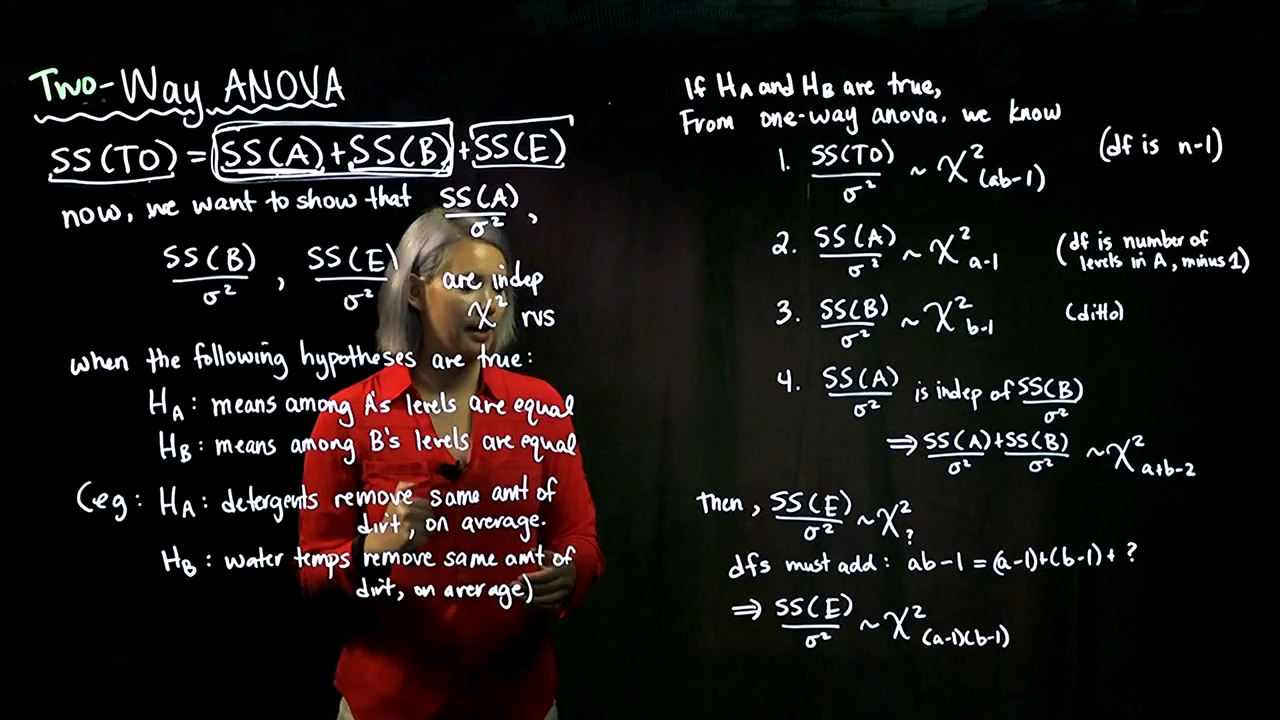 Two-Way ANOVA
SS(TO) = SS(A) + SS(B) + SS(E)
now, we want to show that SS(A)/σ²,
SS(B)/σ², SS(E)/σ² are indep
χ² rvs
when the following hypotheses are true:
H_A: means among A's levels are equal
H_B: means among B's levels are equal
(eg: H_A: detergents remove same amt of
dirt, on average.
H_B: water temps remove same amt of
dirt, on average)
If H_A and H_B are true,
From one-way anova. we know
1. SS(TO)/σ² ~ χ²_(ab-1) (df is n-1)
2. SS(A)/σ² ~ χ²_a-1 (df is number of
levels in A, minus 1)
3. SS(B)/σ² ~ χ²_b-1 (ditto)
4. SS(A)/σ² is indep of SS(B)/σ²
⇒ SS(A)/σ² + SS(B)/σ² ~ χ²_a+b-2
then, SS(E)/σ² ~ χ²_?
dfs must add: ab-1 = (a-1)+(b-1)+ ?
⇒ SS(E)/σ² ~ χ²_(a-1)(b-1)